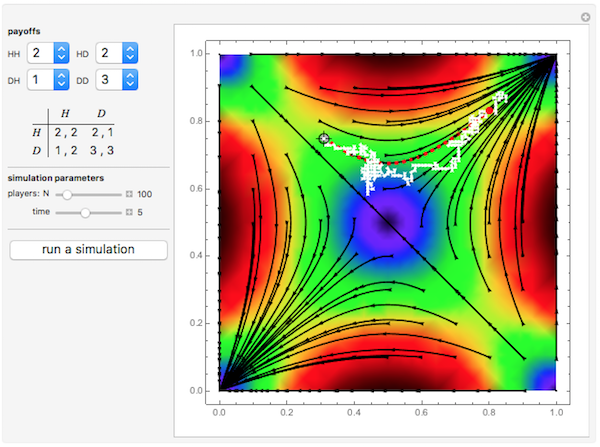 payoffs
HH 2 HD 2
DH 1 DD 3
H D
H 2, 2 2, 1
D 1, 2 3, 3
simulation parameters
players: N 100
time 5
run a simulation
1.0
0.8
0.6
0.4
0.2
0.0
0.0 0.2 0.4 0.6 0.8 1.0